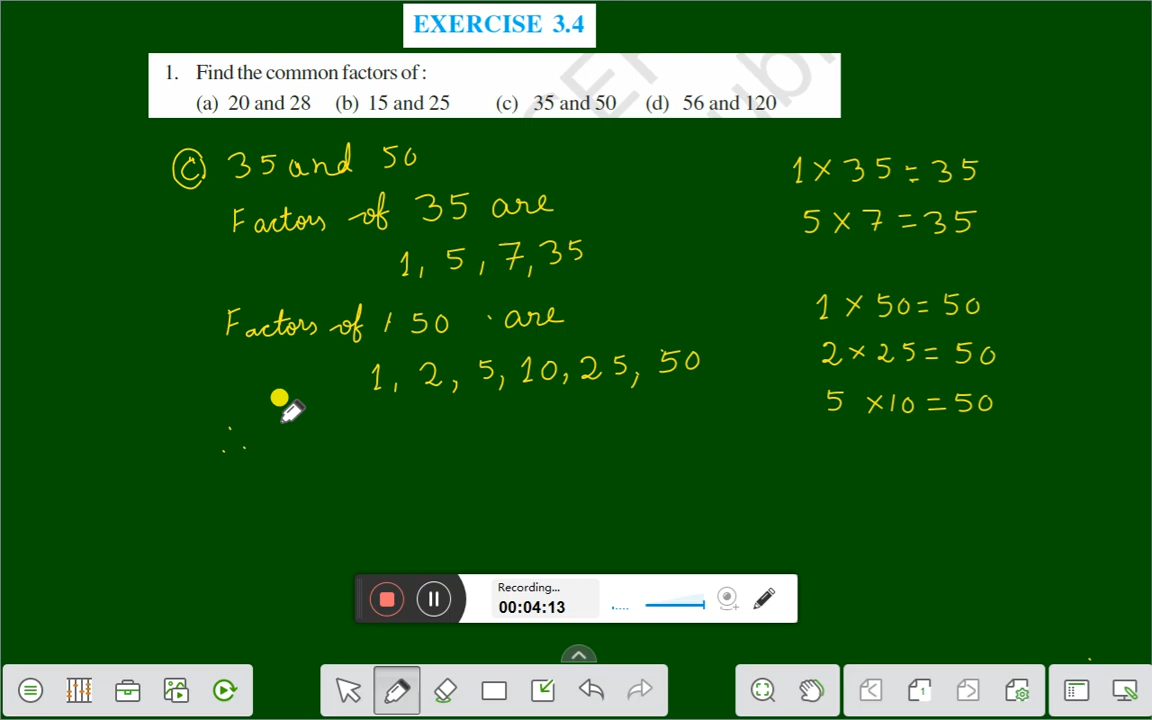 EXERCISE 3.4
1. Find the common factors of :
(a) 20 and 28 (b) 15 and 25 (c) 35 and 50 (d) 56 and 120
(C) 35 and 50
Factors of 35 are
1, 5, 7, 35
Factors of 50 are
1, 2, 5, 10, 25, 50
∴
1 × 35 = 35
5 × 7 = 35
1 × 50 = 50
2 × 25 = 50
5 × 10 = 50
Recording...
00:04:13
1